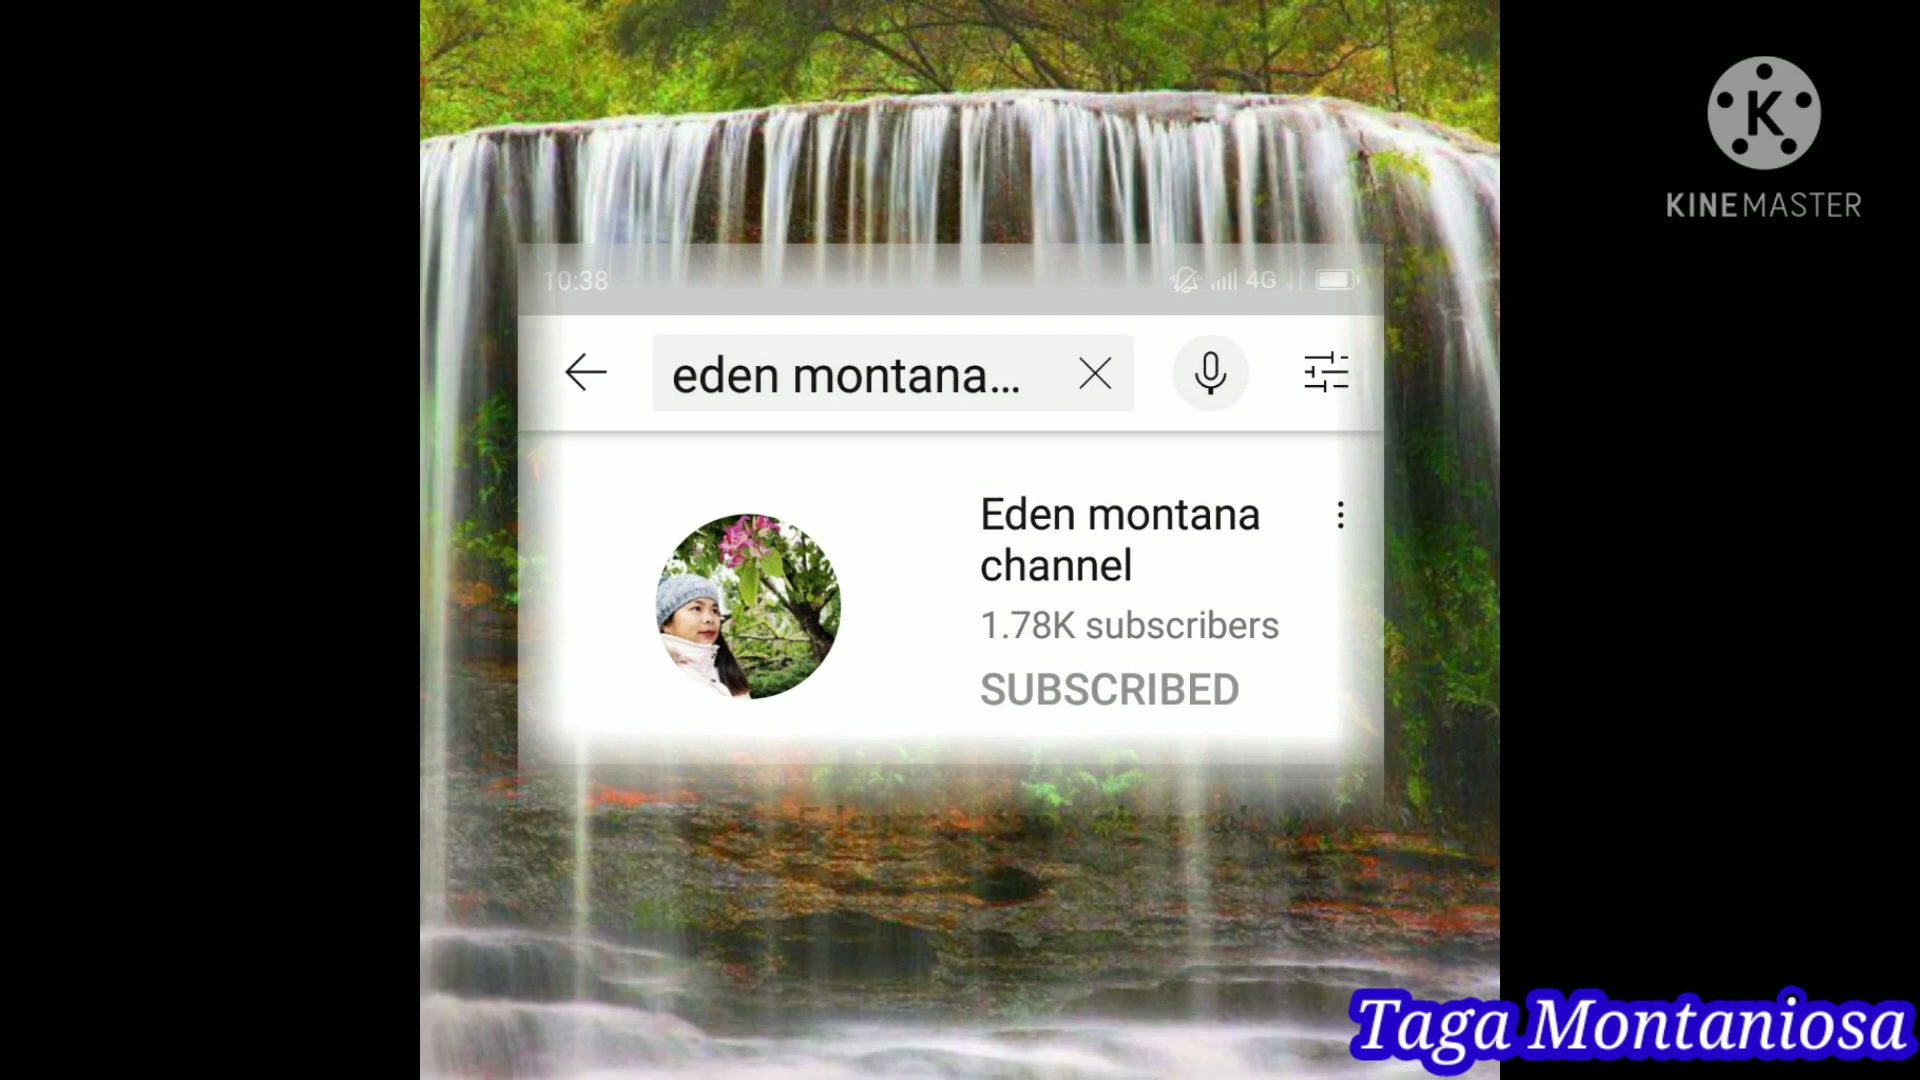 K
KINEMASTER
10:38
4G
eden montana...
Eden montana
channel
1.78K subscribers
SUBSCRIBED
Taga Montaniosa